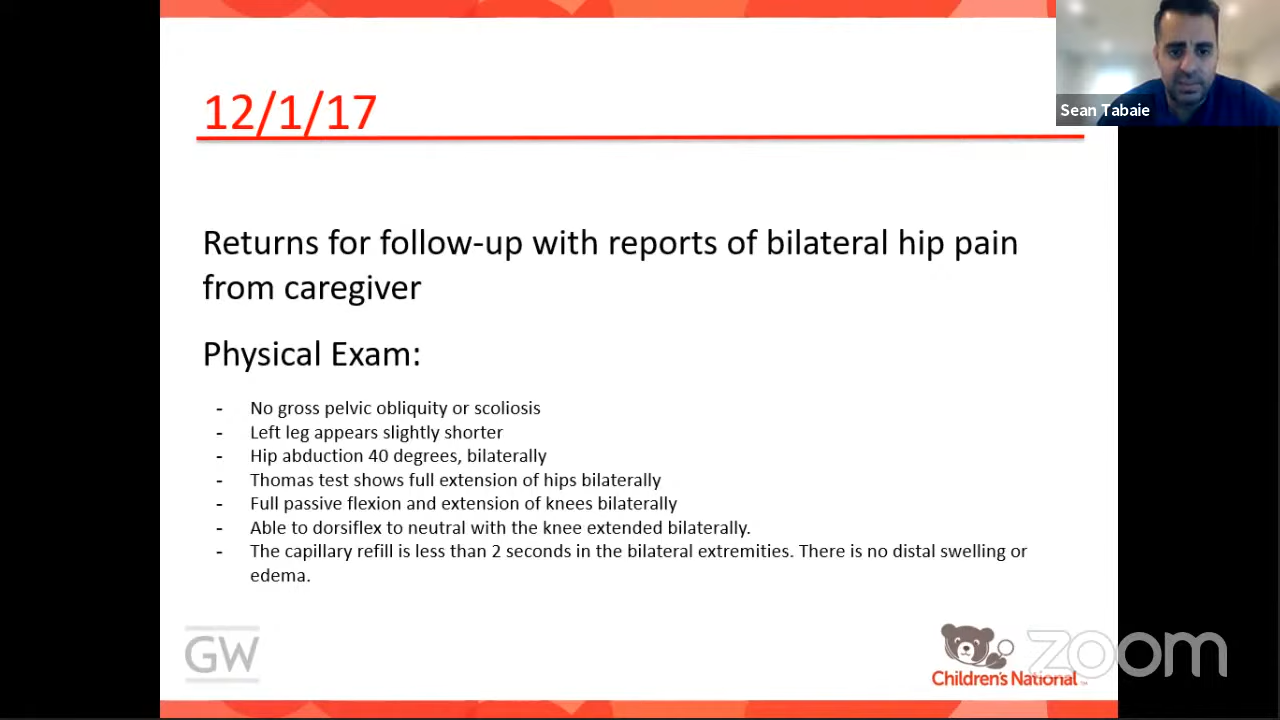 12/1/17
Sean Tabaie
Returns for follow-up with reports of bilateral hip pain
from caregiver
Physical Exam:
- No gross pelvic obliquity or scoliosis
- Left leg appears slightly shorter
- Hip abduction 40 degrees, bilaterally
- Thomas test shows full extension of hips bilaterally
- Full passive flexion and extension of knees bilaterally
- Able to dorsiflex to neutral with the knee extended bilaterally.
- The capillary refill is less than 2 seconds in the bilateral extremities. There is no distal swelling or
edema.
GW
Children's National™
zoom